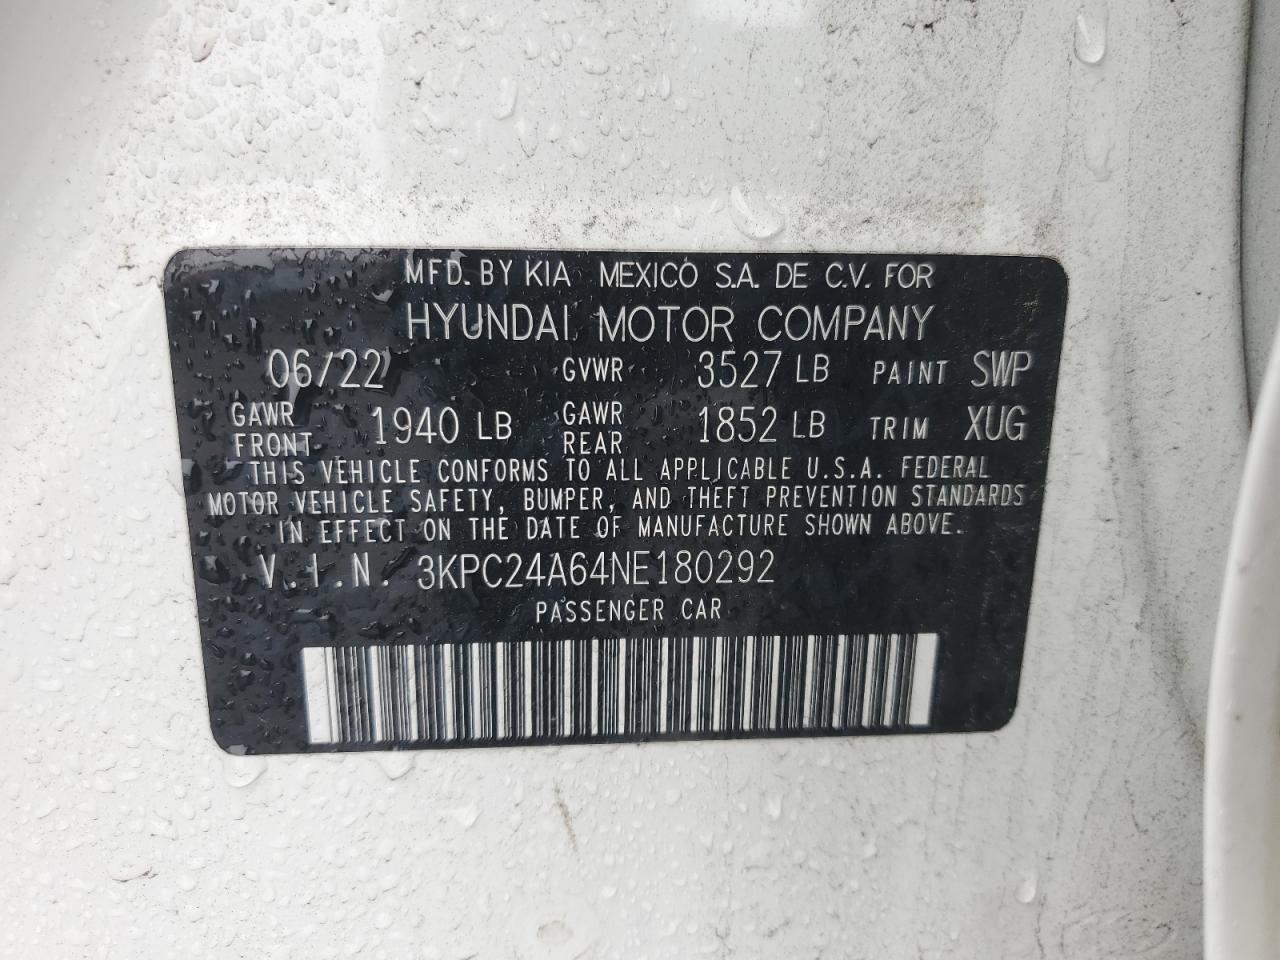 MFD. BY KIA MEXICO S.A. DE C.V. FOR
HYUNDAI MOTOR COMPANY
06/22 GVWR 3527 LB PAINT SWP
GAWR FRONT 1940 LB GAWR REAR 1852 LB TRIM XUG
THIS VEHICLE CONFORMS TO ALL APPLICABLE U.S.A. FEDERAL
MOTOR VEHICLE SAFETY, BUMPER, AND THEFT PREVENTION STANDARDS
IN EFFECT ON THE DATE OF MANUFACTURE SHOWN ABOVE.
V.I.N. 3KPC24A64NE180292
PASSENGER CAR